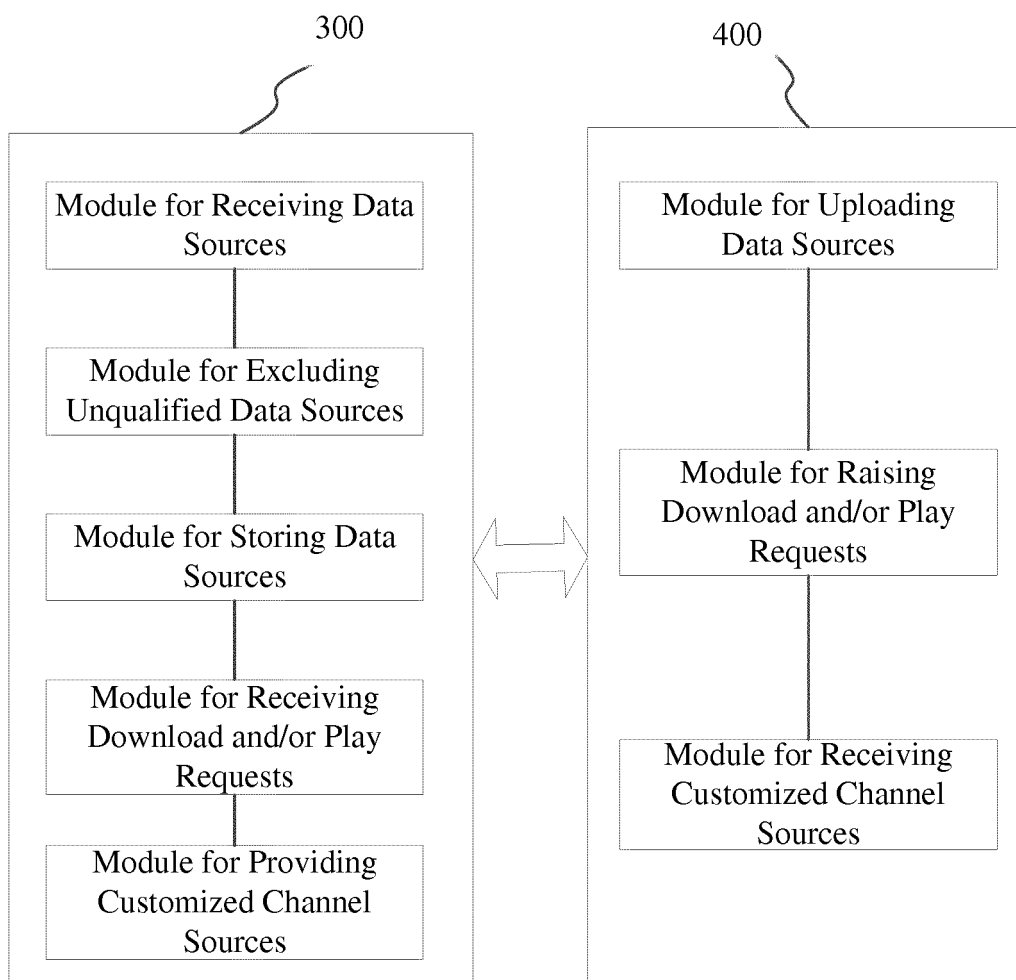 300
400
Module for Receiving Data
Sources
Module for Excluding
Unqualified Data Sources
Module for Storing Data
Sources
Module for Receiving
Download and/or Play
Requests
Module for Providing
Customized Channel
Sources
Module for Uploading
Data Sources
Module for Raising
Download and/or Play
Requests
Module for Receiving
Customized Channel
Sources